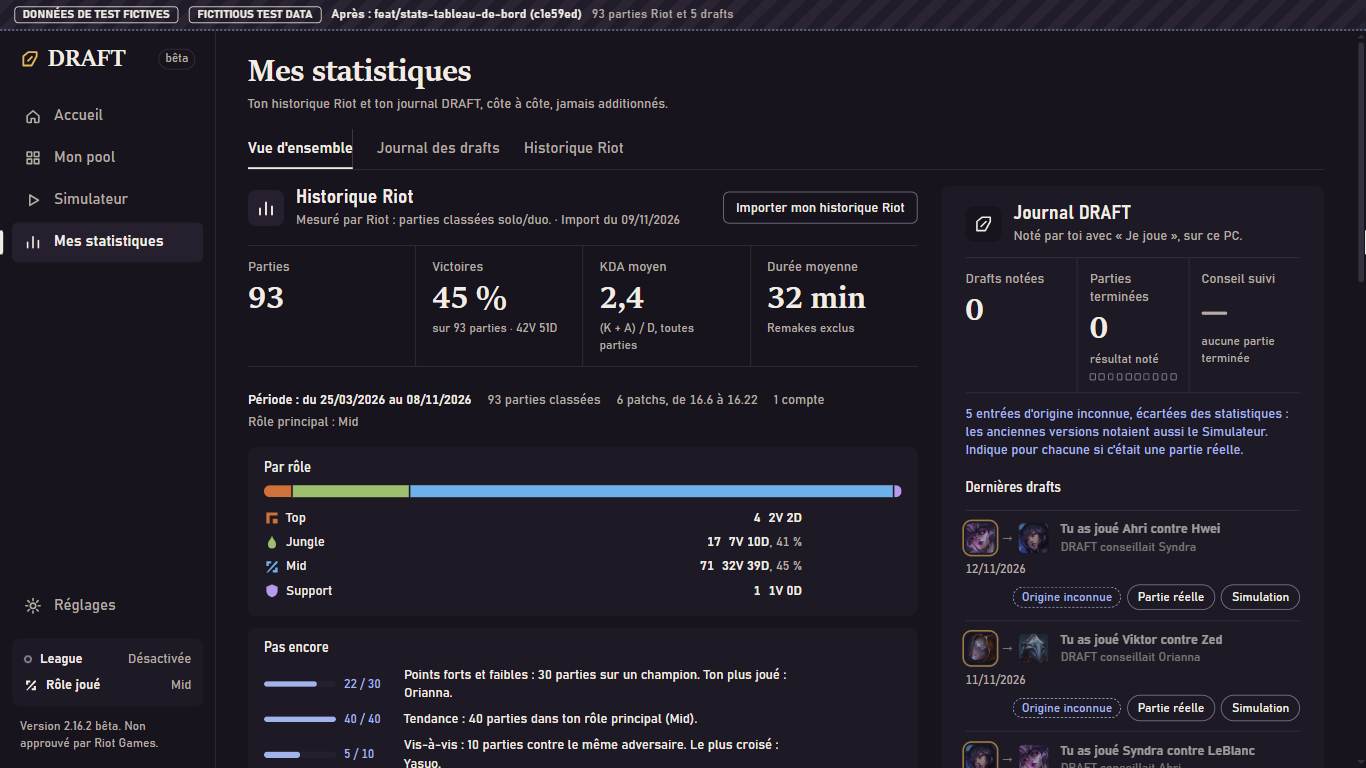 DONNÉES DE TEST FICTIVES FICTITIOUS TEST DATA Après : feat/stats-tableau-de-bord (c1e59ed) 93 parties Riot et 5 drafts
DRAFT bêta
Accueil
Mon pool
Simulateur
Mes statistiques
Réglages
League Désactivée
Rôle joué Mid
Version 2.16.2 bêta. Non
approuvé par Riot Games.
Mes statistiques
Ton historique Riot et ton journal DRAFT, côte à côte, jamais additionnés.
Vue d'ensemble Journal des drafts Historique Riot
Historique Riot
Mesuré par Riot : parties classées solo/duo. · Import du 09/11/2026
Importer mon historique Riot
Parties
93
Victoires
45 %
sur 93 parties · 42V 51D
KDA moyen
2,4
(K + A) / D, toutes
parties
Durée moyenne
32 min
Remakes exclus
Période : du 25/03/2026 au 08/11/2026 93 parties classées 6 patchs, de 16.6 à 16.22 1 compte
Rôle principal : Mid
Par rôle
Top 4 2V 2D
Jungle 17 7V 10D, 41 %
Mid 71 32V 39D, 45 %
Support 1 1V 0D
Pas encore
22 / 30 Points forts et faibles : 30 parties sur un champion. Ton plus joué :
Orianna.
40 / 40 Tendance : 40 parties dans ton rôle principal (Mid).
5 / 10 Vis-à-vis : 10 parties contre le même adversaire. Le plus croisé :
Yasuo.
Journal DRAFT
Noté par toi avec « Je joue », sur ce PC.
Drafts notées
0
Parties
terminées
0
résultat noté
Conseil suivi
—
aucune partie
terminée
5 entrées d'origine inconnue, écartées des statistiques :
les anciennes versions notaient aussi le Simulateur.
Indique pour chacune si c'était une partie réelle.
Dernières drafts
→ Tu as joué Ahri contre Hwei
DRAFT conseillait Syndra
12/11/2026
Origine inconnue Partie réelle Simulation
→ Tu as joué Viktor contre Zed
DRAFT conseillait Orianna
11/11/2026
Origine inconnue Partie réelle Simulation
→ Tu as joué Syndra contre LeBlanc
DRAFT conseillait Ahri